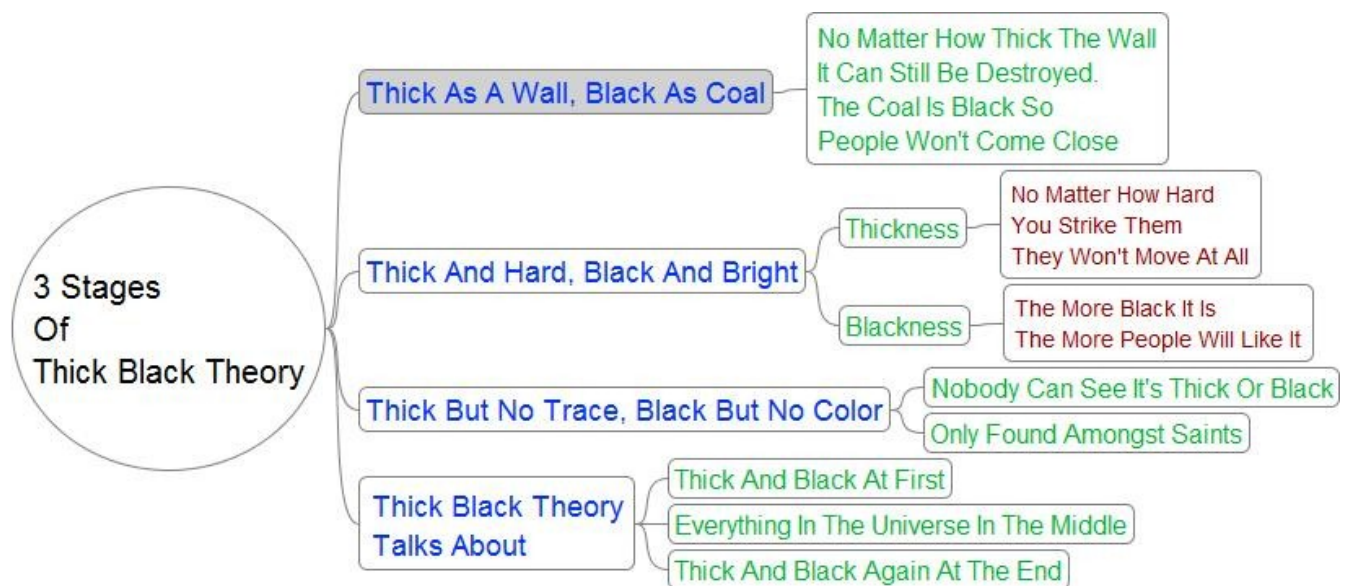 3 Stages
Of
Thick Black Theory
Thick As A Wall, Black As Coal
No Matter How Thick The Wall
It Can Still Be Destroyed.
The Coal Is Black So
People Won't Come Close
Thick And Hard, Black And Bright
Thickness
No Matter How Hard
You Strike Them
They Won't Move At All
Blackness
The More Black It Is
The More People Will Like It
Thick But No Trace, Black But No Color
Nobody Can See It's Thick Or Black
Only Found Amongst Saints
Thick Black Theory
Talks About
Thick And Black At First
Everything In The Universe In The Middle
Thick And Black Again At The End